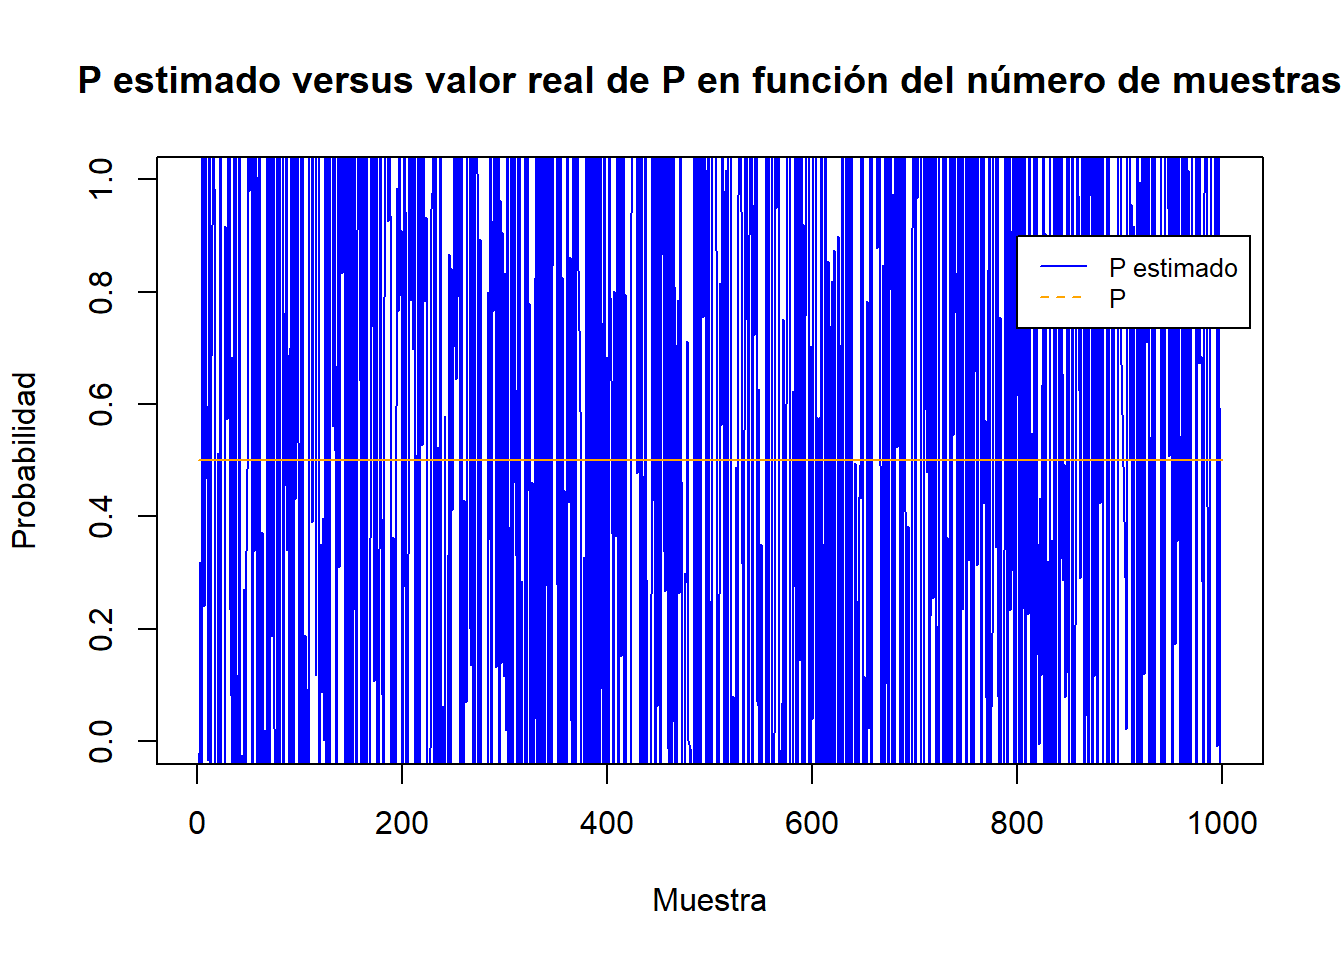 P estimado versus valor real de P en función del número de muestras
P estimado
P
Probabilidad
1.0
0.8
0.6
0.4
0.2
0.0
0 200 400 600 800 1000
Muestra